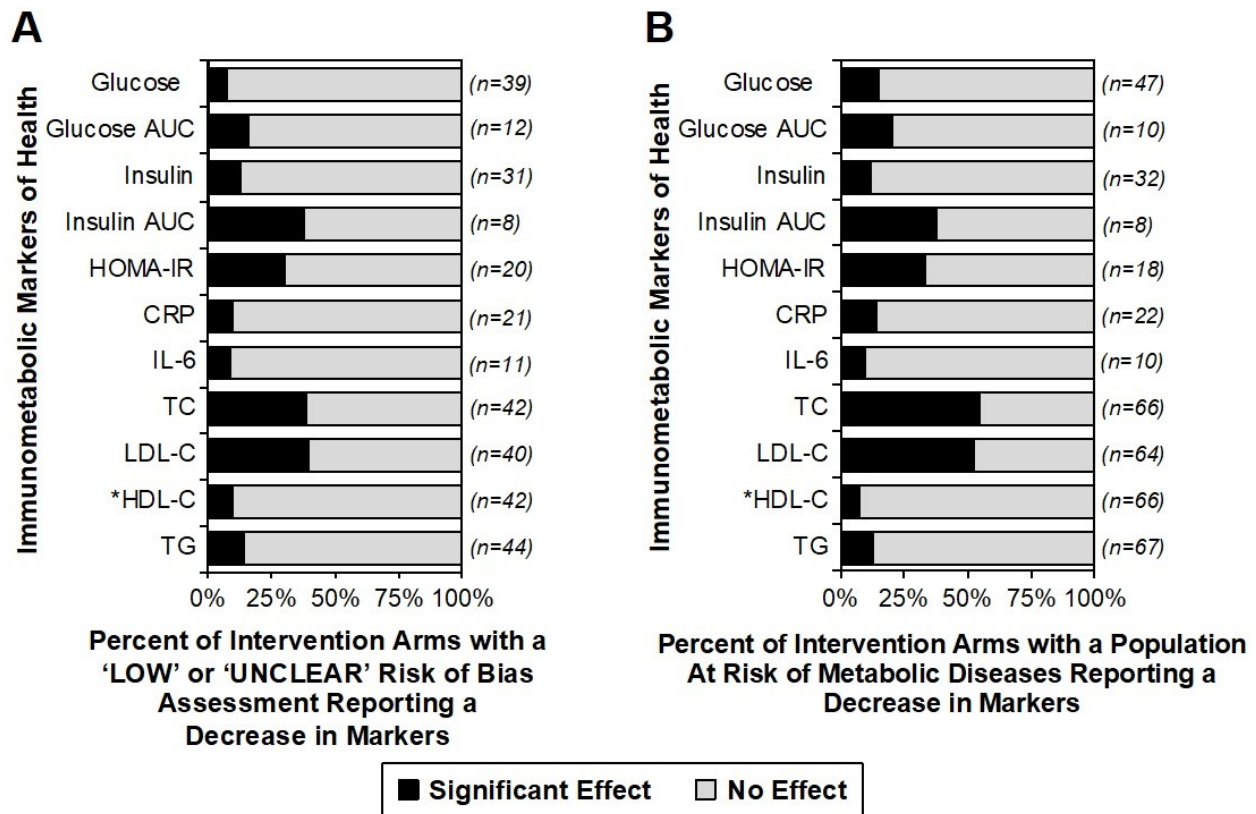 A
Immunometabolic Markers of Health
Glucose (n=39)
Glucose AUC (n=12)
Insulin (n=31)
Insulin AUC (n=8)
HOMA-IR (n=20)
CRP (n=21)
IL-6 (n=11)
TC (n=42)
LDL-C (n=40)
*HDL-C (n=42)
TG (n=44)
0% 25% 50% 75% 100%
Percent of Intervention Arms with a
‘LOW’ or ‘UNCLEAR’ Risk of Bias
Assessment Reporting a
Decrease in Markers
B
Immunometabolic Markers of Health
Glucose (n=47)
Glucose AUC (n=10)
Insulin (n=32)
Insulin AUC (n=8)
HOMA-IR (n=18)
CRP (n=22)
IL-6 (n=10)
TC (n=66)
LDL-C (n=64)
*HDL-C (n=66)
TG (n=67)
0% 25% 50% 75% 100%
Percent of Intervention Arms with a Population
At Risk of Metabolic Diseases Reporting a
Decrease in Markers
Significant Effect No Effect